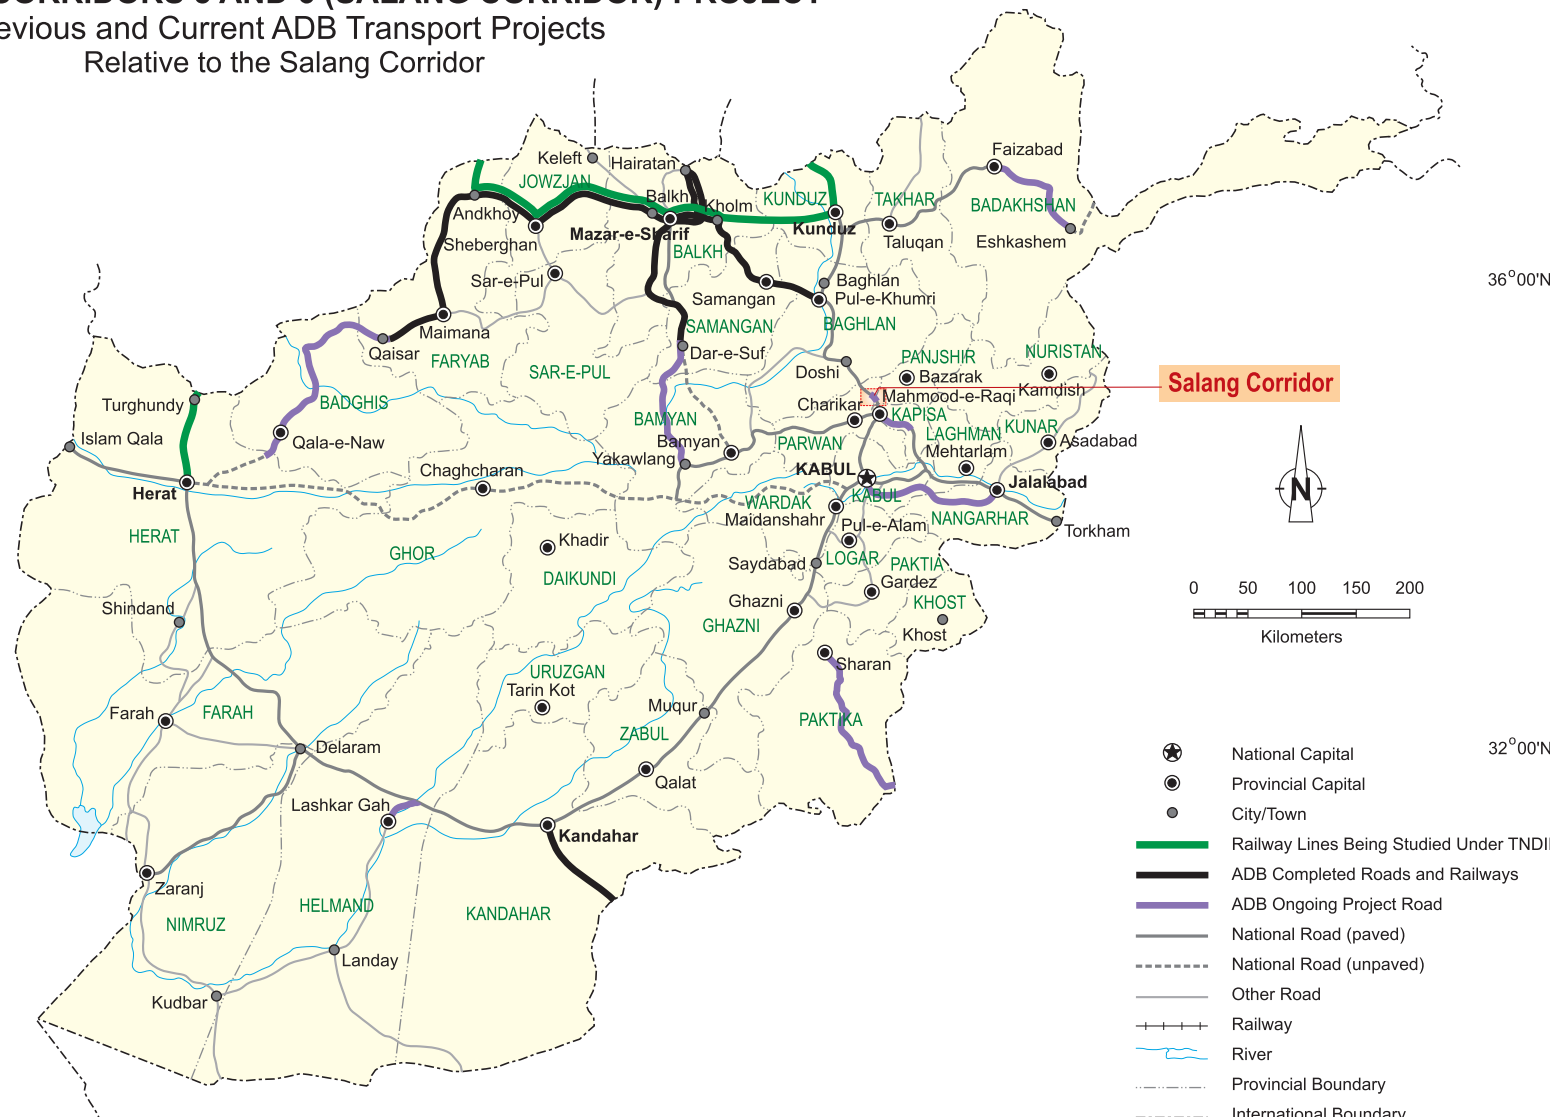 evious and Current ADB Transport Projects
Relative to the Salang Corridor
Faizabad
Keleft
Hairatan
JOWZJAN
Balkh
Kholm
KUNDUZ
TAKHAR
BADAKHSHAN
Andkhoy
Sheberghan
Mazar-e-Sharif
Kunduz
Taluqan
Eshkashem
BALKH
Sar-e-Pul
Samangan
Baghlan
Pul-e-Khumri
36°00'N
Maimana
SAMANGAN
BAGHLAN
Qaisar
FARYAB
Dar-e-Suf
PANJSHIR
NURISTAN
SAR-E-PUL
Doshi
Bazarak
Kamdish
Salang Corridor
Turghundy
BADGHIS
Charikar
Mahmood-e-Raqi
KAPISA
BAMYAN
Islam Qala
Qala-e-Naw
Bamyan
PARWAN
LAGHMAN
KUNAR
Asadabad
Yakawlang
Mehtarlam
Chaghcharan
KABUL
Jalalabad
Herat
WARDAK
KABUL
N
Maidanshahr
NANGARHAR
HERAT
Pul-e-Alam
Torkham
GHOR
Khadir
Saydabad
LOGAR
PAKTIA
DAIKUNDI
Gardez
0 50 100 150 200
Kilometers
Shindand
Ghazni
KHOST
GHAZNI
Khost
URUZGAN
Sharan
Tarin Kot
Farah
FARAH
Muqur
PAKTIKA
ZABUL
Delaram
32°00'N
Qalat
Lashkar Gah
Kandahar
Zaranj
HELMAND
KANDAHAR
NIMRUZ
Landay
Kudbar
National Capital
Provincial Capital
City/Town
Railway Lines Being Studied Under
ADB Completed Roads and Railways
ADB Ongoing Project Road
National Road (paved)
National Road (unpaved)
Other Road
Railway
River
Provincial Boundary
International Boundary